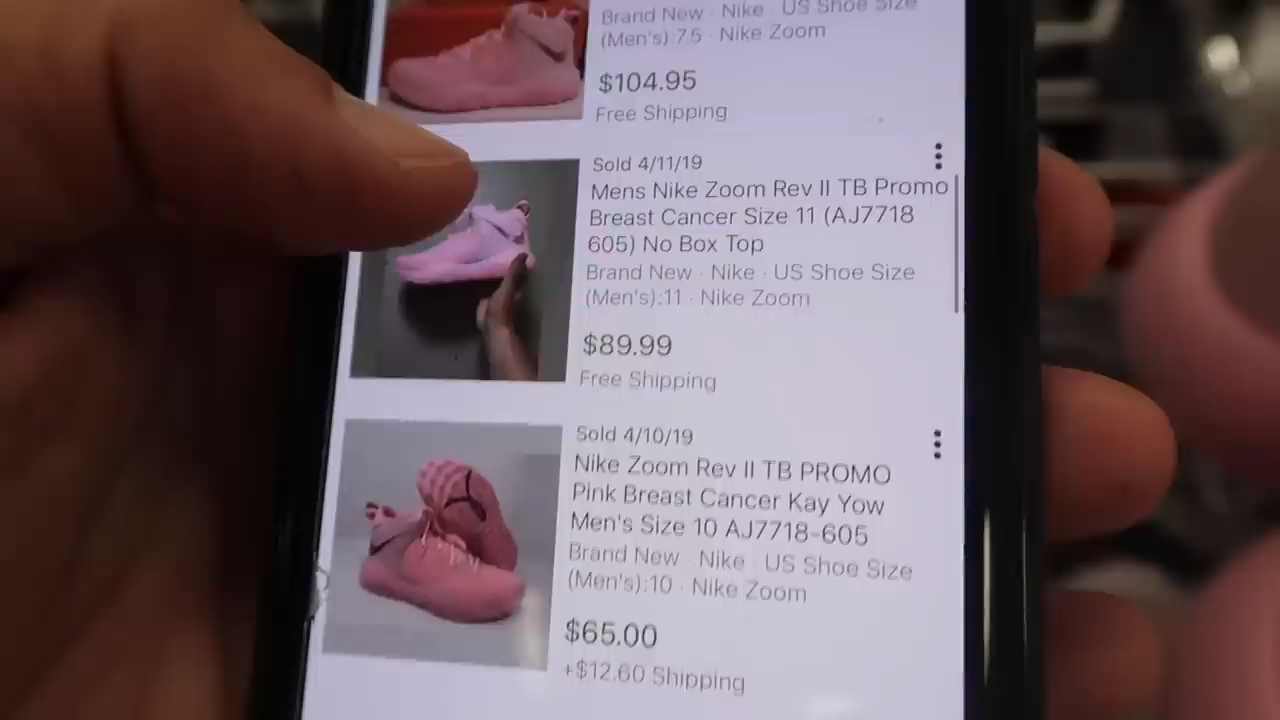 Brand New · Nike · US Shoe Size
(Men's):7.5 · Nike Zoom
$104.95
Free Shipping
Sold 4/11/19
Mens Nike Zoom Rev II TB Promo
Breast Cancer Size 11 (AJ7718
605) No Box Top
Brand New · Nike · US Shoe Size
(Men's):11 · Nike Zoom
$89.99
Free Shipping
Sold 4/10/19
Nike Zoom Rev II TB PROMO
Pink Breast Cancer Kay Yow
Men's Size 10 AJ7718-605
Brand New · Nike · US Shoe Size
(Men's):10 · Nike Zoom
$65.00
+$12.60 Shipping